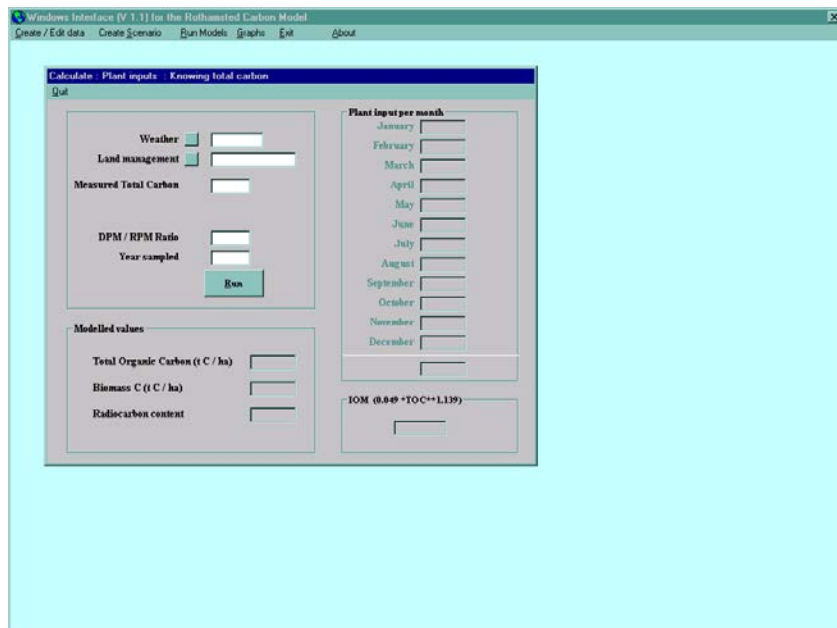 Windows Interface (V 1.1) for the Rothamsted Carbon Model
Create / Edit data Create Scenario Run Models Graphs Exit About
Calculate : Plant inputs : Knowing total carbon
Quit
Weather
Land management
Measured Total Carbon
DPM / RPM Ratio
Year sampled
Run
Modelled values
Total Organic Carbon (t C / ha)
Biomass C (t C / ha)
Radiocarbon content
Plant input per month
January
February
March
April
May
June
July
August
September
October
November
December
IOM (0.049 *TOC**1.139)